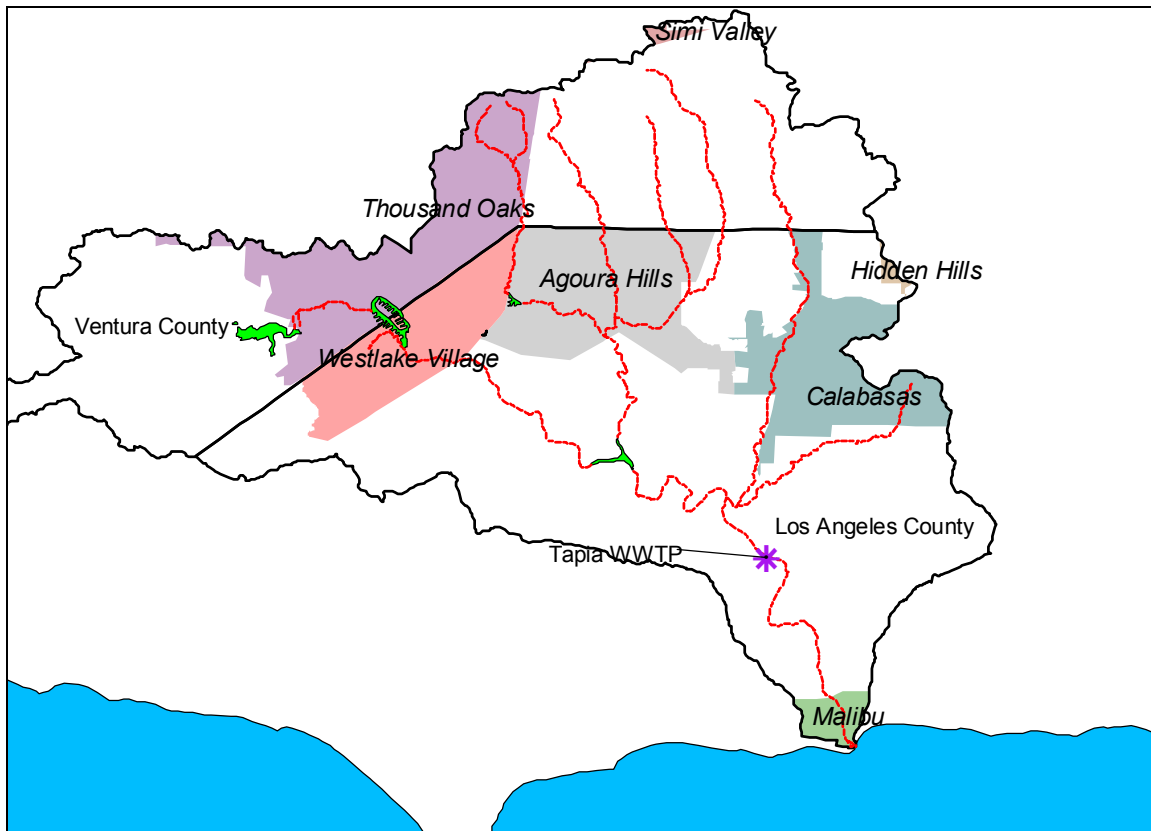 Simi Valley
Thousand Oaks
Hidden Hills
Agoura Hills
Ventura County
Westlake Village
Calabasas
Los Angeles County
Tapia WWTP
Malibu